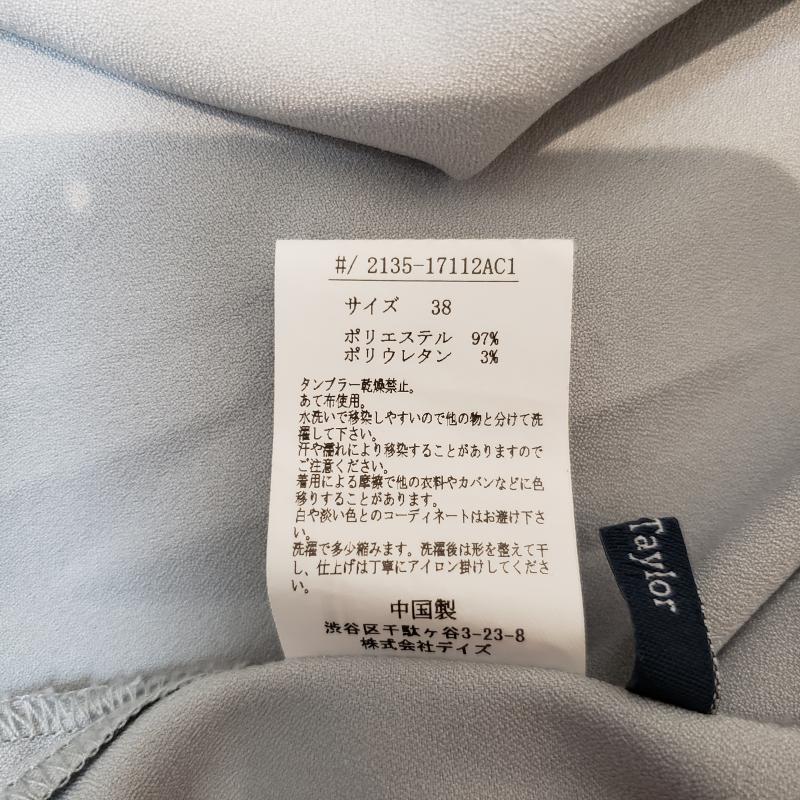 #/ 2135-17112AC1
サイズ 38
ポリエステル 97%
ポリウレタン 3%
タンブラー乾燥禁止。
あて布使用。
水洗いで移染しやすいので他の物と分けて洗
濯して下さい。
汗や濡れにより移染することがありますので
ご注意ください。
着用による摩擦で他の衣料やカバンなどに色
移りすることがあります。
白や淡い色とのコーディネートはお避け下さ
い。
洗濯で多少縮みます。洗濯後は形を整えて干
し、仕上げは丁寧にアイロン掛けしてくださ
い。
中国製
渋谷区千駄ヶ谷3-23-8
株式会社デイズ
Taylor